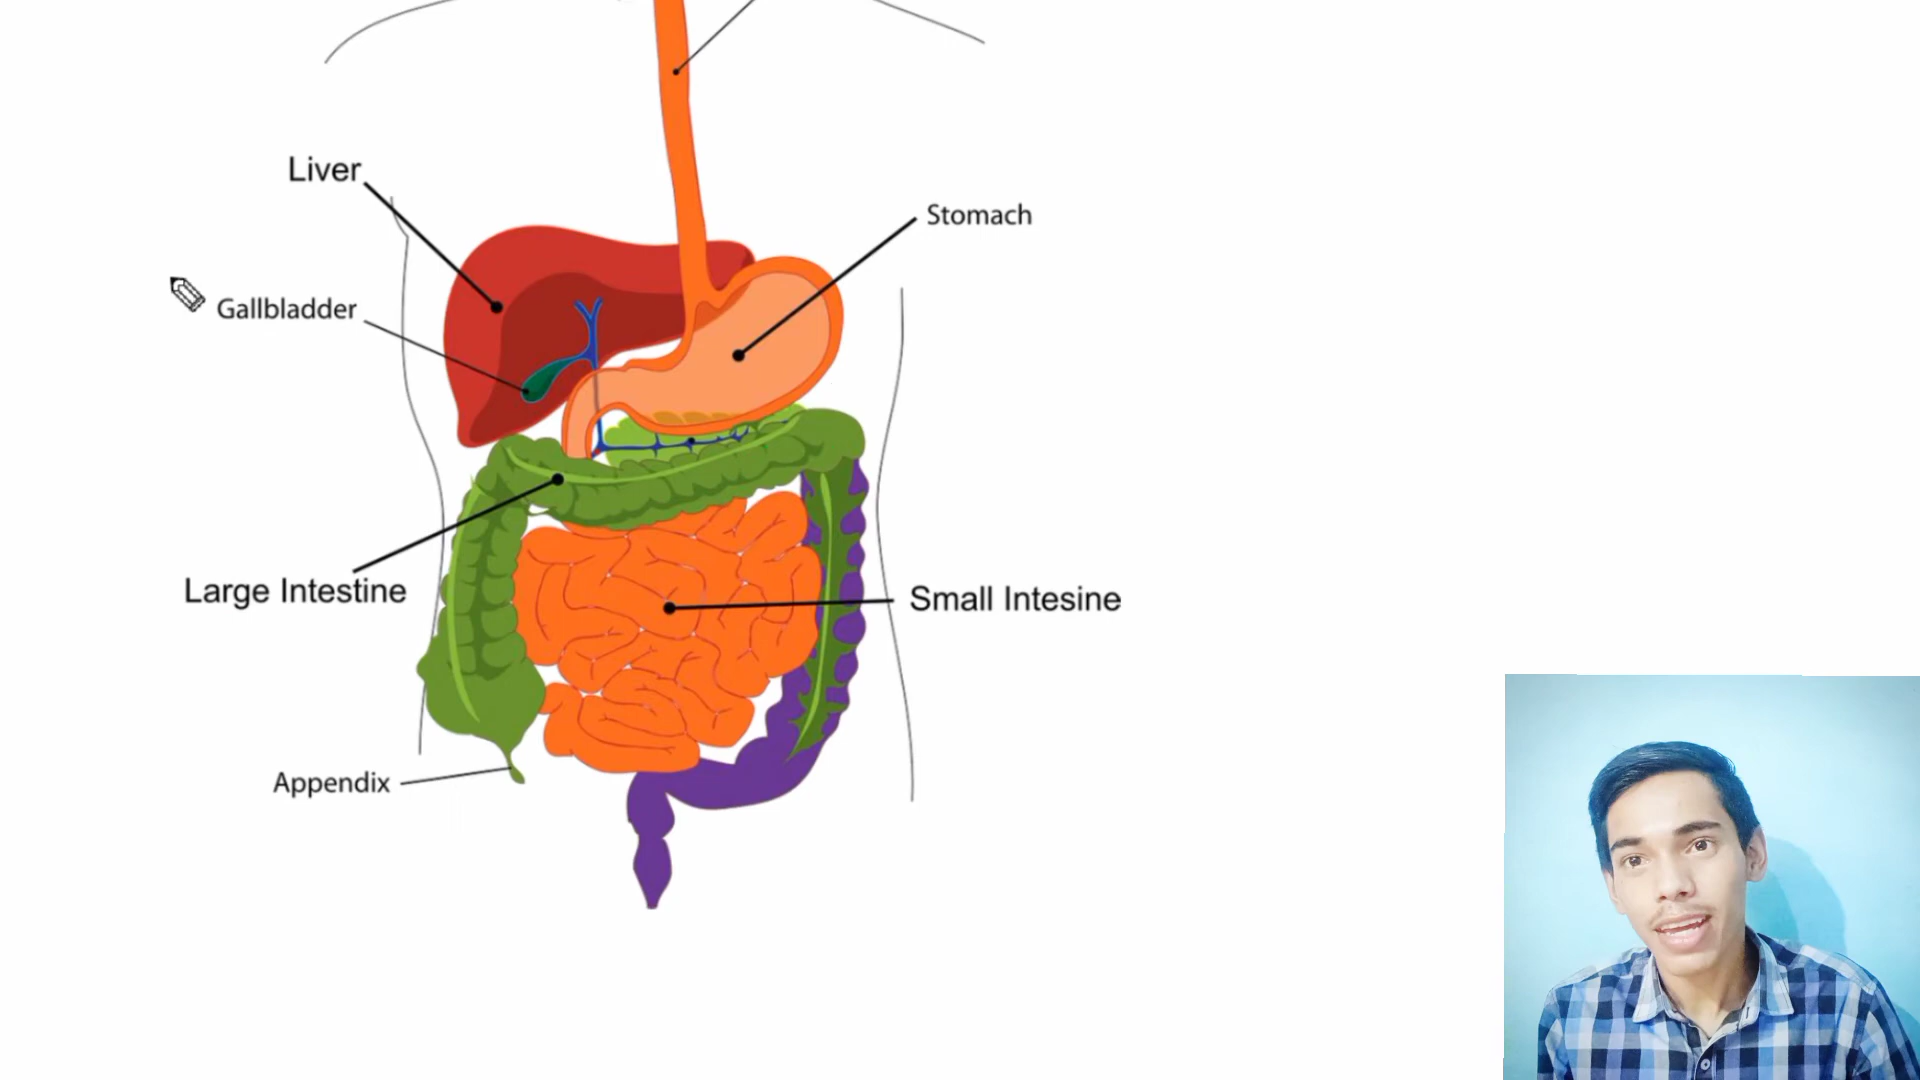 Liver
Stomach
Gallbladder
Large Intestine
Small Intesine
Appendix